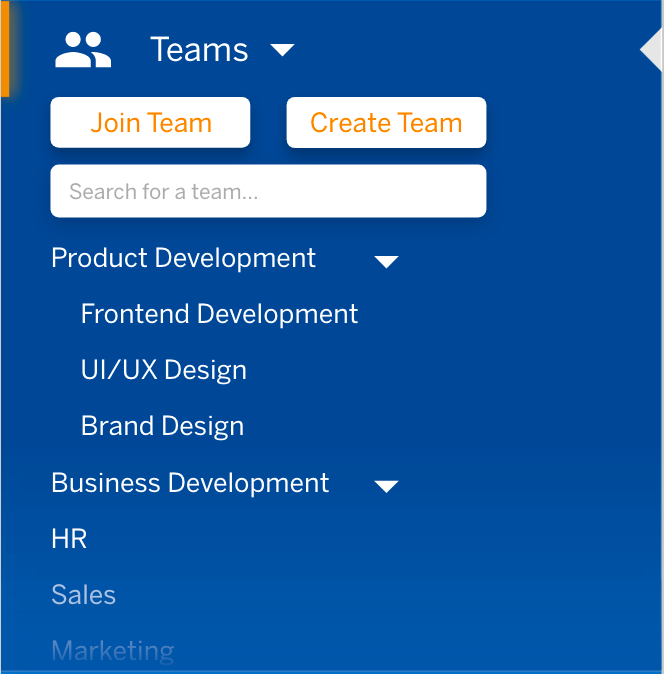 Teams
Join Team Create Team
Search for a team...
Product Development
Frontend Development
UI/UX Design
Brand Design
Business Development
HR
Sales
Marketing